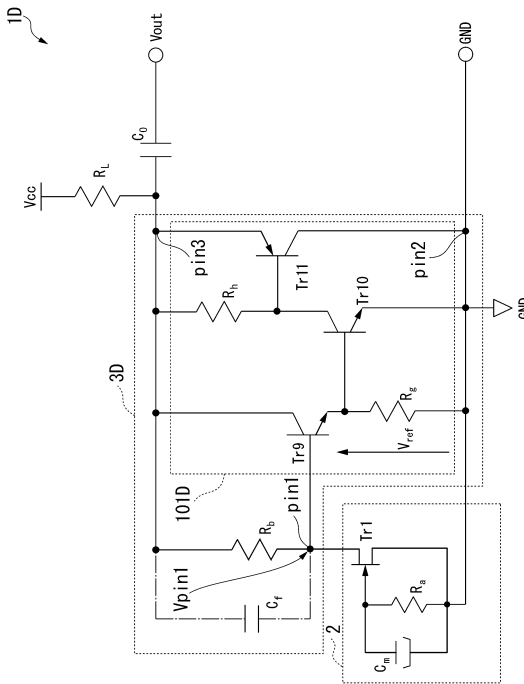 1D
Vcc
R_L
C_0
Vout
3D
pin3
101D
R_h
Tr11
Tr10
Tr9
R_g
V_ref
pin2
GND
GND
C_f
R_b
Vpin1
pin1
2
C_m
R_a
Tr1